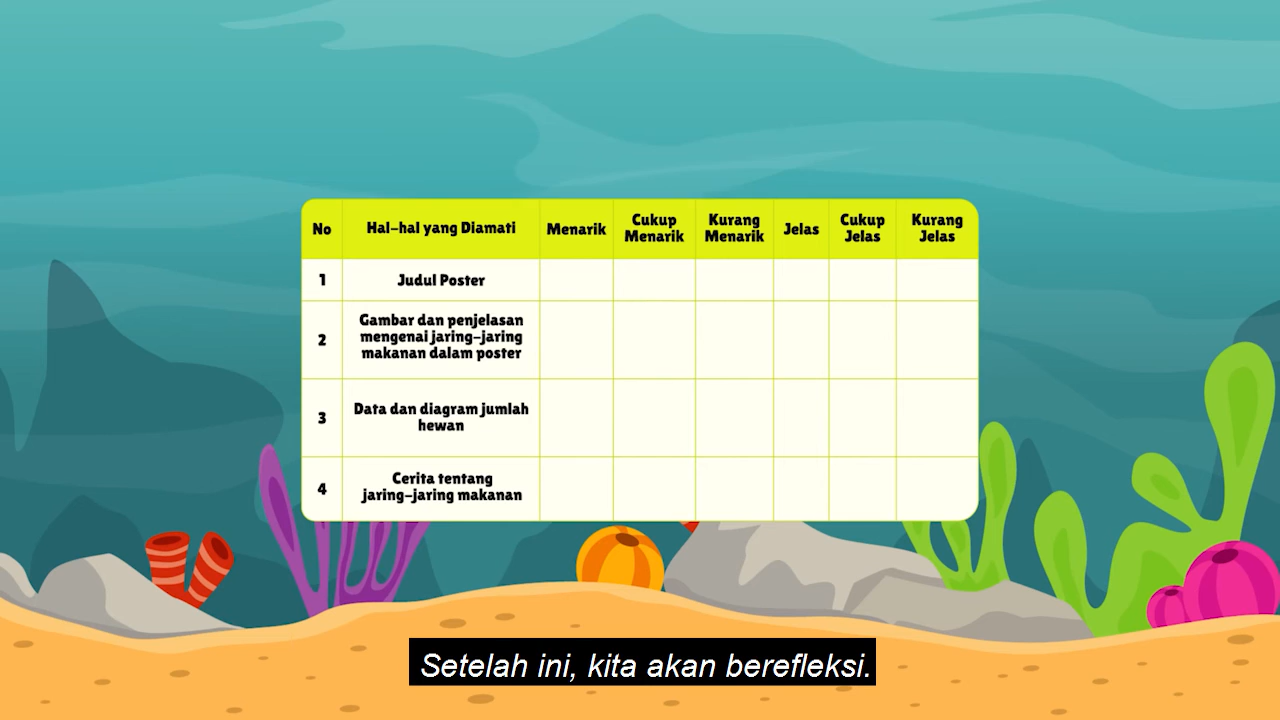 No Hal-hal yang Diamati Menarik Cukup Menarik Kurang Menarik Jelas Cukup Jelas Kurang Jelas
1 Judul Poster
2 Gambar dan penjelasan
mengenai jaring-jaring
makanan dalam poster
3 Data dan diagram jumlah
hewan
4 Cerita tentang
jaring-jaring makanan
Setelah ini, kita akan berefleksi.